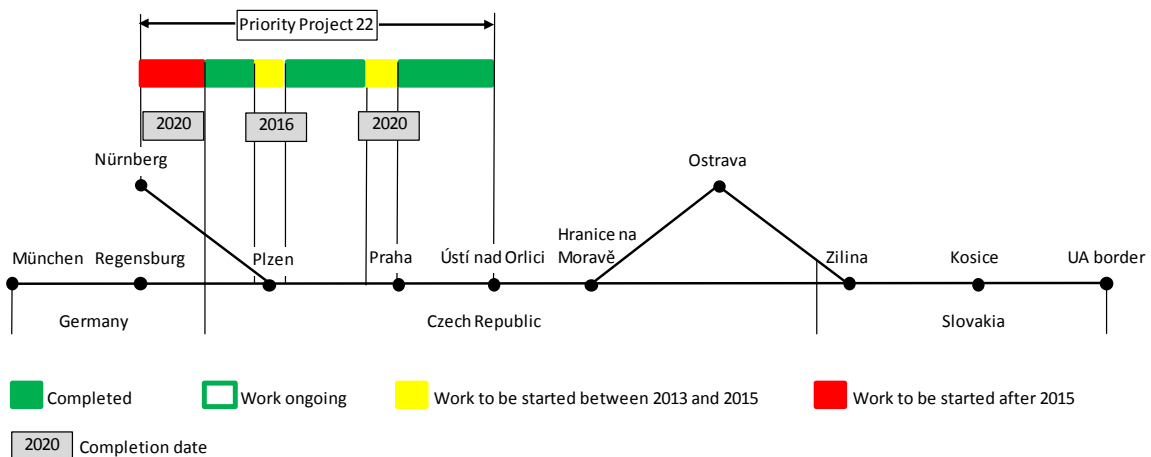 Priority Project 22
2020
2016
2020
Nürnberg
Ostrava
Hranice na
Moravě
München
Regensburg
Plzen
Praha
Ústí nad Orlici
Zilina
Kosice
UA border
Germany
Czech Republic
Slovakia
Completed
Work ongoing
Work to be started between 2013 and 2015
Work to be started after 2015
2020
Completion date